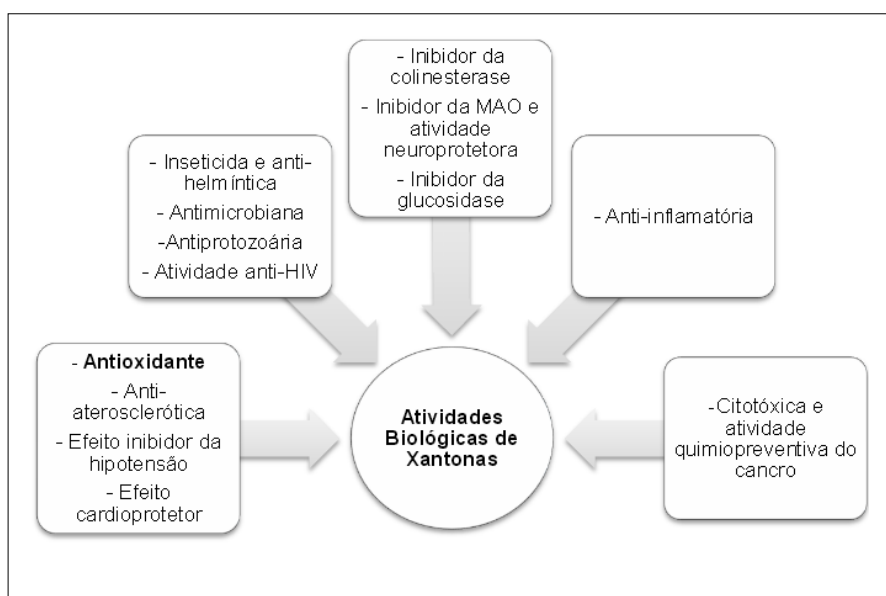 - Inibidor da
colinesterase
- Inibidor da MAO e
atividade
neuroprotetora
- Inibidor da
glucosidase
- Inseticida e anti-
helmíntica
- Antimicrobiana
-Antiprotozoária
- Atividade anti-HIV
- Anti-inflamatória
- Antioxidante
- Anti-
aterosclerótica
- Efeito inibidor da
hipotensão
- Efeito
cardioprotetor
Atividades
Biológicas de
Xantonas
-Citotóxica e
atividade
quimiopreventiva do
cancro